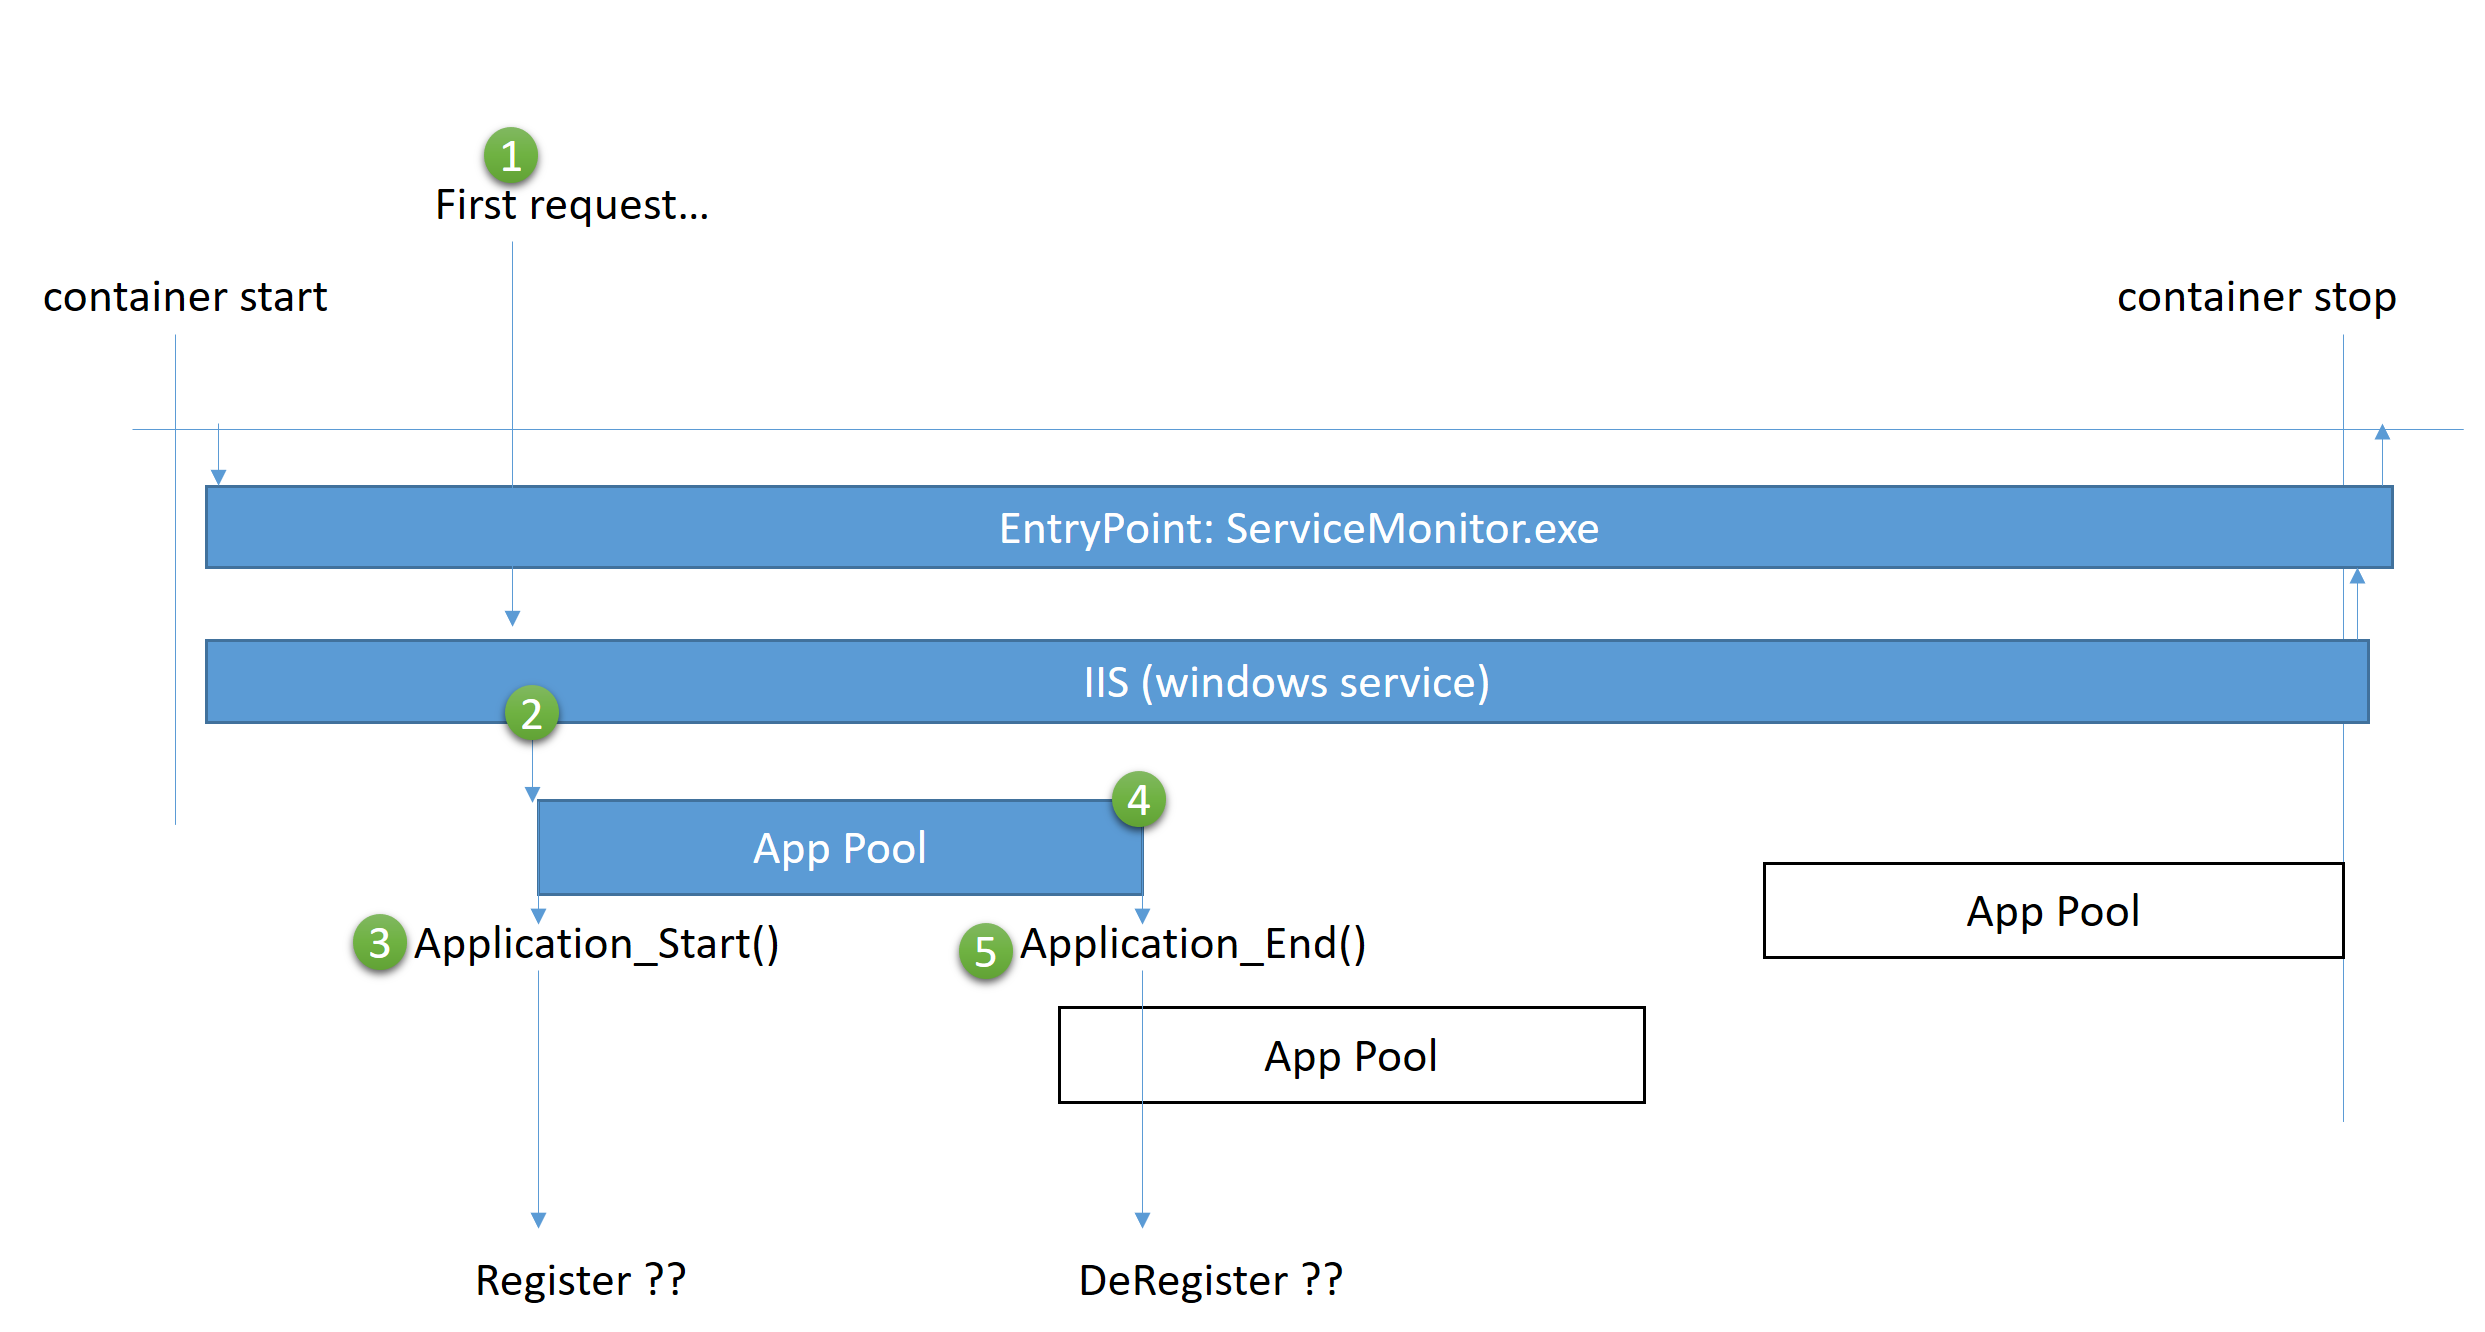 1
First request...
container start
container stop
EntryPoint: ServiceMonitor.exe
IIS (windows service)
2
4
App Pool
App Pool
3 Application_Start()
5 Application_End()
App Pool
Register ??
DeRegister ??